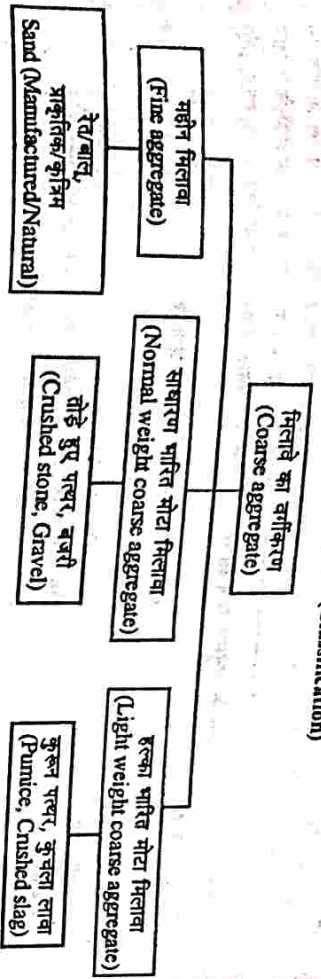 (Classification)
मिलावे का वर्गीकरण
(Coarse aggregate)
महीन मिलावा
(Fine aggregate)
साधारण भारित मोटा मिलावा
(Normal weight coarse aggregate)
हल्का भारित मोटा मिलावा
(Light weight coarse aggregate)
रेत/बालू,
प्राकृतिक/कृत्रिम
Sand (Manufactured/Natural)
तोड़े हुए पत्थर, बजरी
(Crushed stone, Gravel)
कुरून पत्थर, कुचला लावा
(Pumice, Crushed slag)